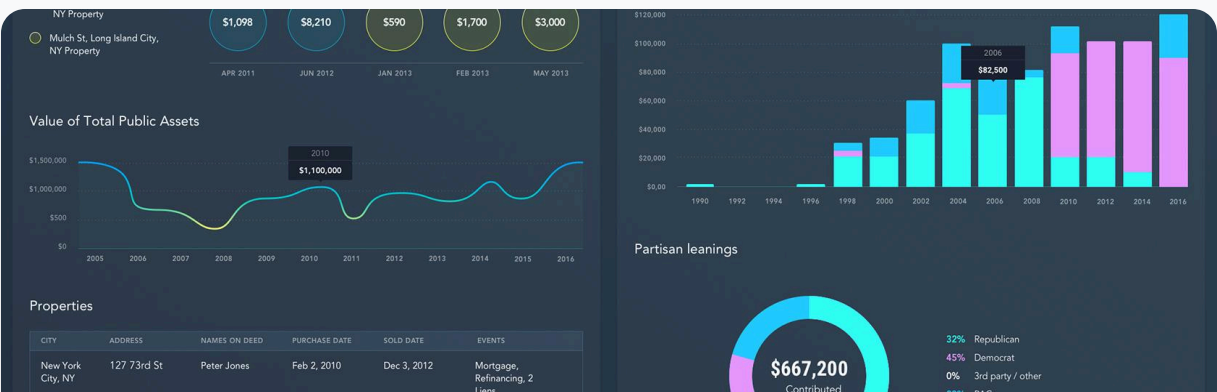 NY Property
Mulch St, Long Island City,
NY Property
$1,098 $8,210 $590 $1,700 $3,000
APR 2011 JUN 2012 JAN 2013 FEB 2013 MAY 2013
Value of Total Public Assets
$1,500,000
$1,000,000
$500
$0
2010
$1,100,000
2005 2006 2007 2008 2009 2010 2011 2012 2013 2014 2015 2016
Properties
CITY ADDRESS NAMES ON DEED PURCHASE DATE SOLD DATE EVENTS
New York
City, NY
127 73rd St
Peter Jones
Feb 2, 2010
Dec 3, 2012
Mortgage,
Refinancing, 2
Liens
$120,000
$100,000
$80,000
$60,000
$40,000
$20,000
$0,00
2006
$82,500
1990 1992 1994 1996 1998 2000 2002 2004 2006 2008 2010 2012 2014 2016
Partisan leanings
$667,200
Contributed
32% Republican
45% Democrat
0% 3rd party / other